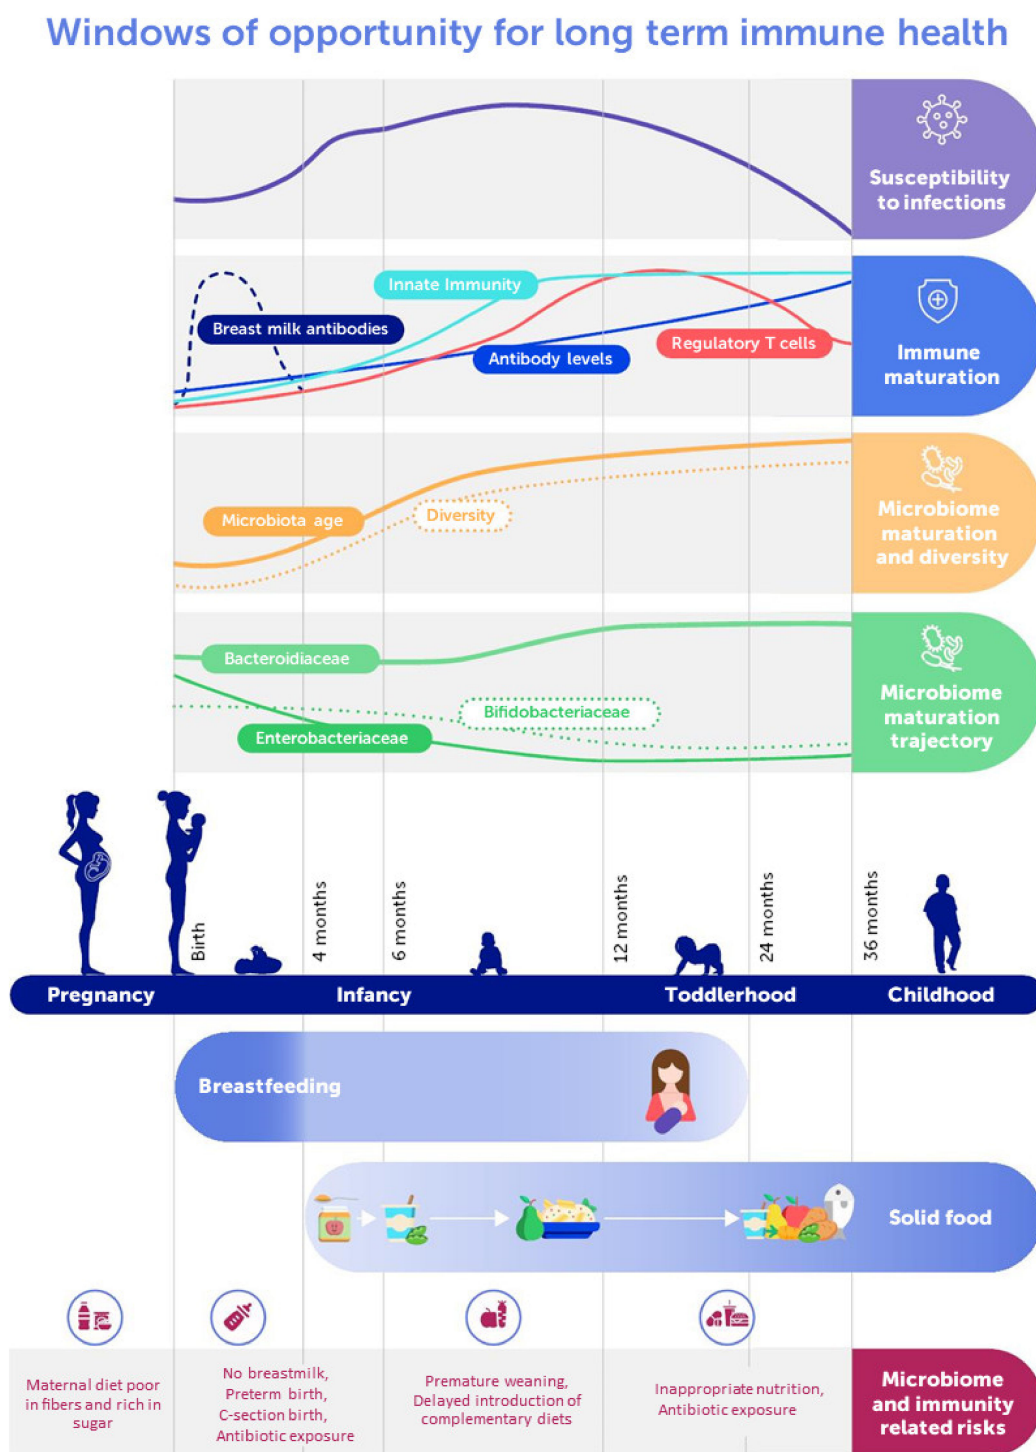 Windows of opportunity for long term immune health
Susceptibility
to infections
Innate Immunity
Breast milk antibodies
Antibody levels
Regulatory T cells
Immune
maturation
Microbiota age
Diversity
Microbiome
maturation
and diversity
Bacteroidiaceae
Bifidobacteriaceae
Enterobacteriaceae
Microbiome
maturation
trajectory
Birth
4 months
6 months
12 months
24 months
36 months
Pregnancy
Infancy
Toddlerhood
Childhood
Breastfeeding
Solid food
Maternal diet poor
in fibers and rich in
sugar
No breastmilk,
Preterm birth,
C-section birth,
Antibiotic exposure
Premature weaning,
Delayed introduction of
complementary diets
Inappropriate nutrition,
Antibiotic exposure
Microbiome
and immunity
related risks